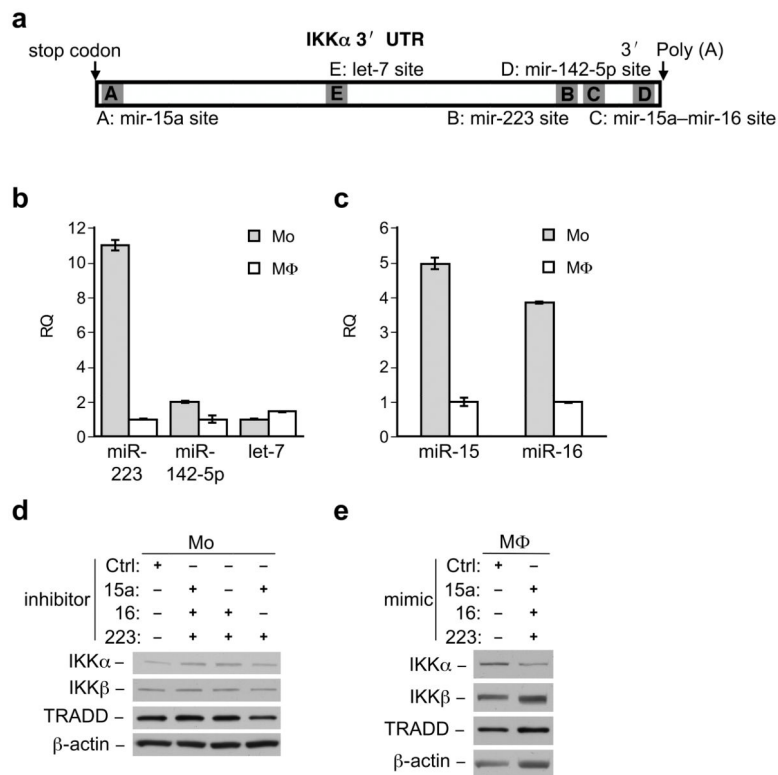 a
IKKα 3′ UTR
stop codon
3′ Poly (A)
E: let-7 site
D: mir-142-5p site
A E B C D
A: mir-15a site
B: mir-223 site
C: mir-15a–mir-16 site
b
12
10
8
6
4
2
0
RQ
Mo
MΦ
miR-223
miR-142-5p
let-7
c
6
5
4
3
2
1
0
RQ
Mo
MΦ
miR-15
miR-16
d
Mo
inhibitor
Ctrl: + – – –
15a: – + – +
16: – + + –
223: – + + +
IKKα –
IKKβ –
TRADD –
β-actin –
e
MΦ
mimic
Ctrl: + –
15a: – +
16: – +
223: – +
IKKα –
IKKβ –
TRADD –
β-actin –